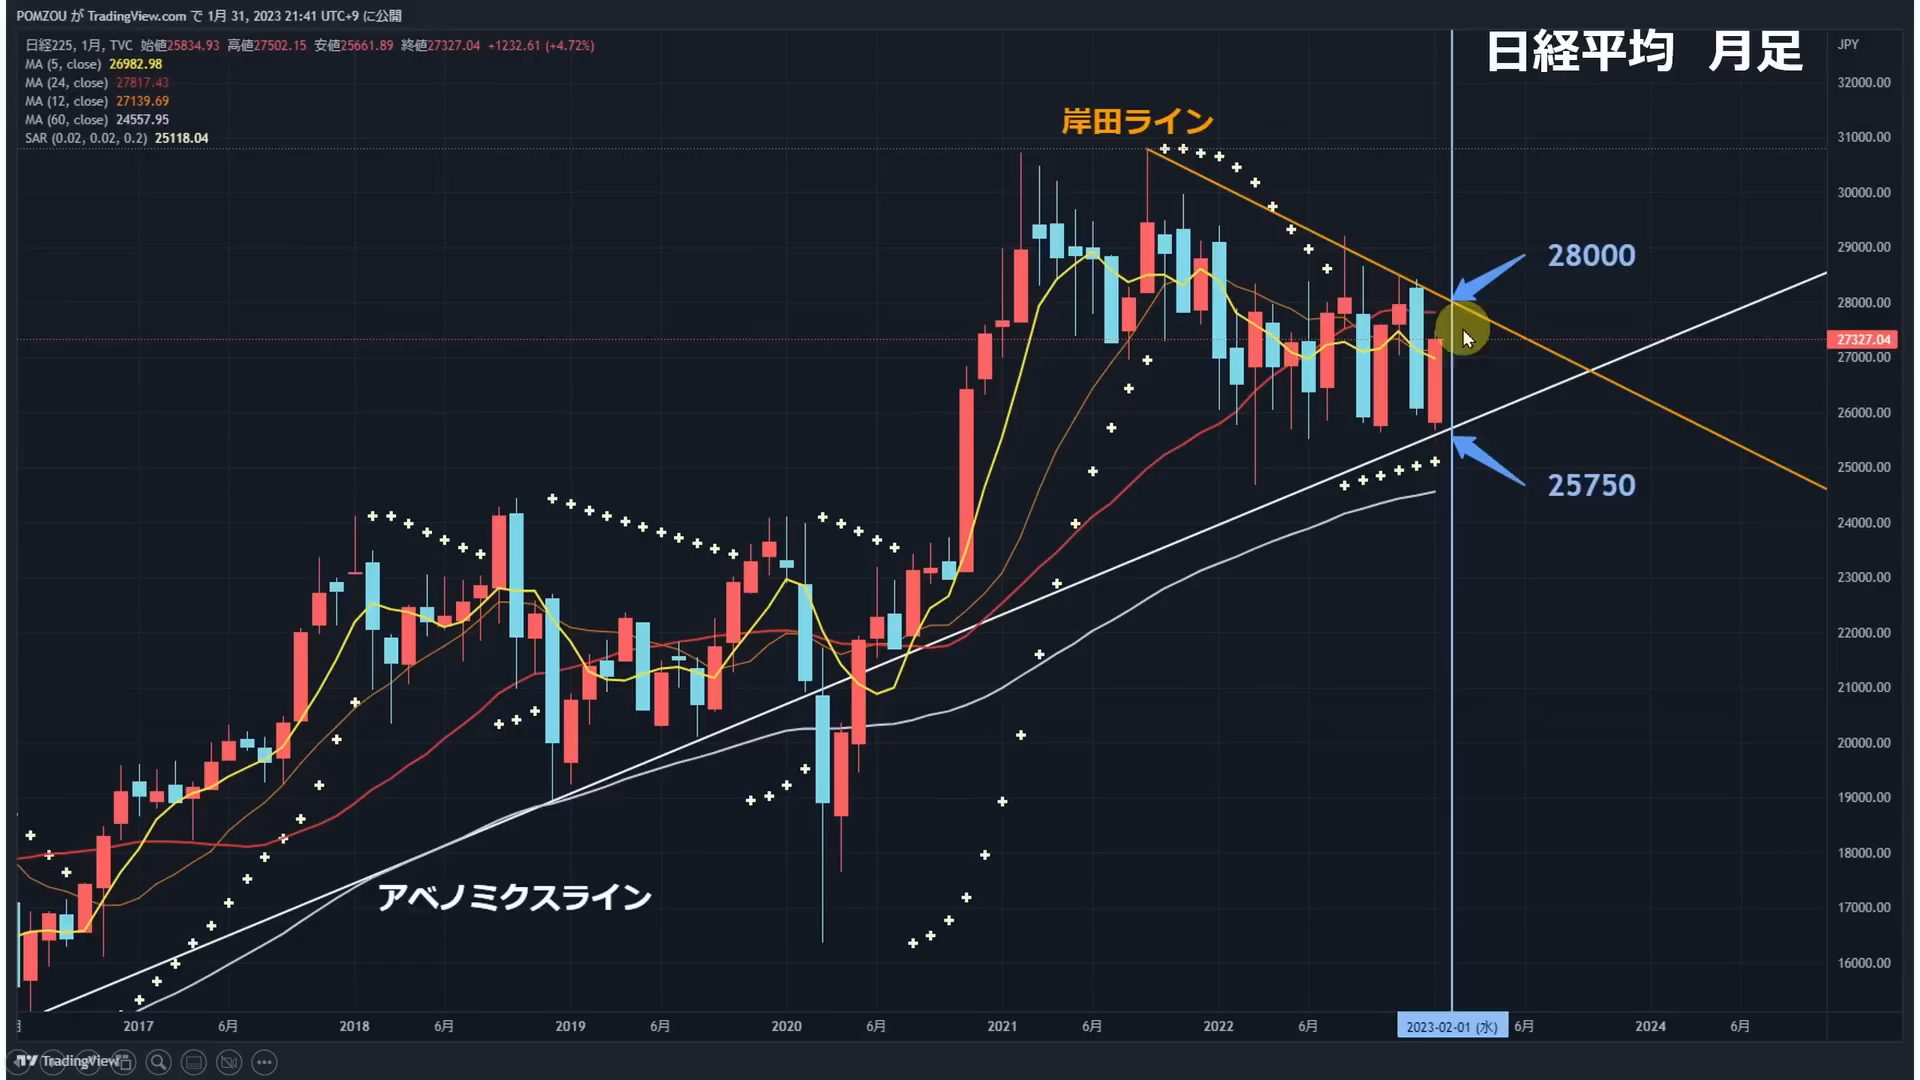 POMZOU が TradingView.com で 1月 31, 2023 21:41 UTC+9 に公開
日経平均 月足
日経225, 1月, TVC 始値25834.93 高値27502.15 安値25661.89 終値27327.04 +1232.61 (+4.72%)
MA (5, close) 26982.98
MA (24, close) 27817.43
MA (12, close) 27139.69
MA (60, close) 24557.95
SAR (0.02, 0.02, 0.2) 25118.04
JPY
32000.00
31000.00
30000.00
29000.00
28000.00
27327.04
27000.00
26000.00
25000.00
24000.00
23000.00
22000.00
21000.00
20000.00
19000.00
18000.00
17000.00
16000.00
岸田ライン
28000
25750
アベノミクスライン
2017 6月 2018 6月 2019 6月 2020 6月 2021 6月 2022 6月 2023-02-01 (水) 6月 2024 6月
TradingView